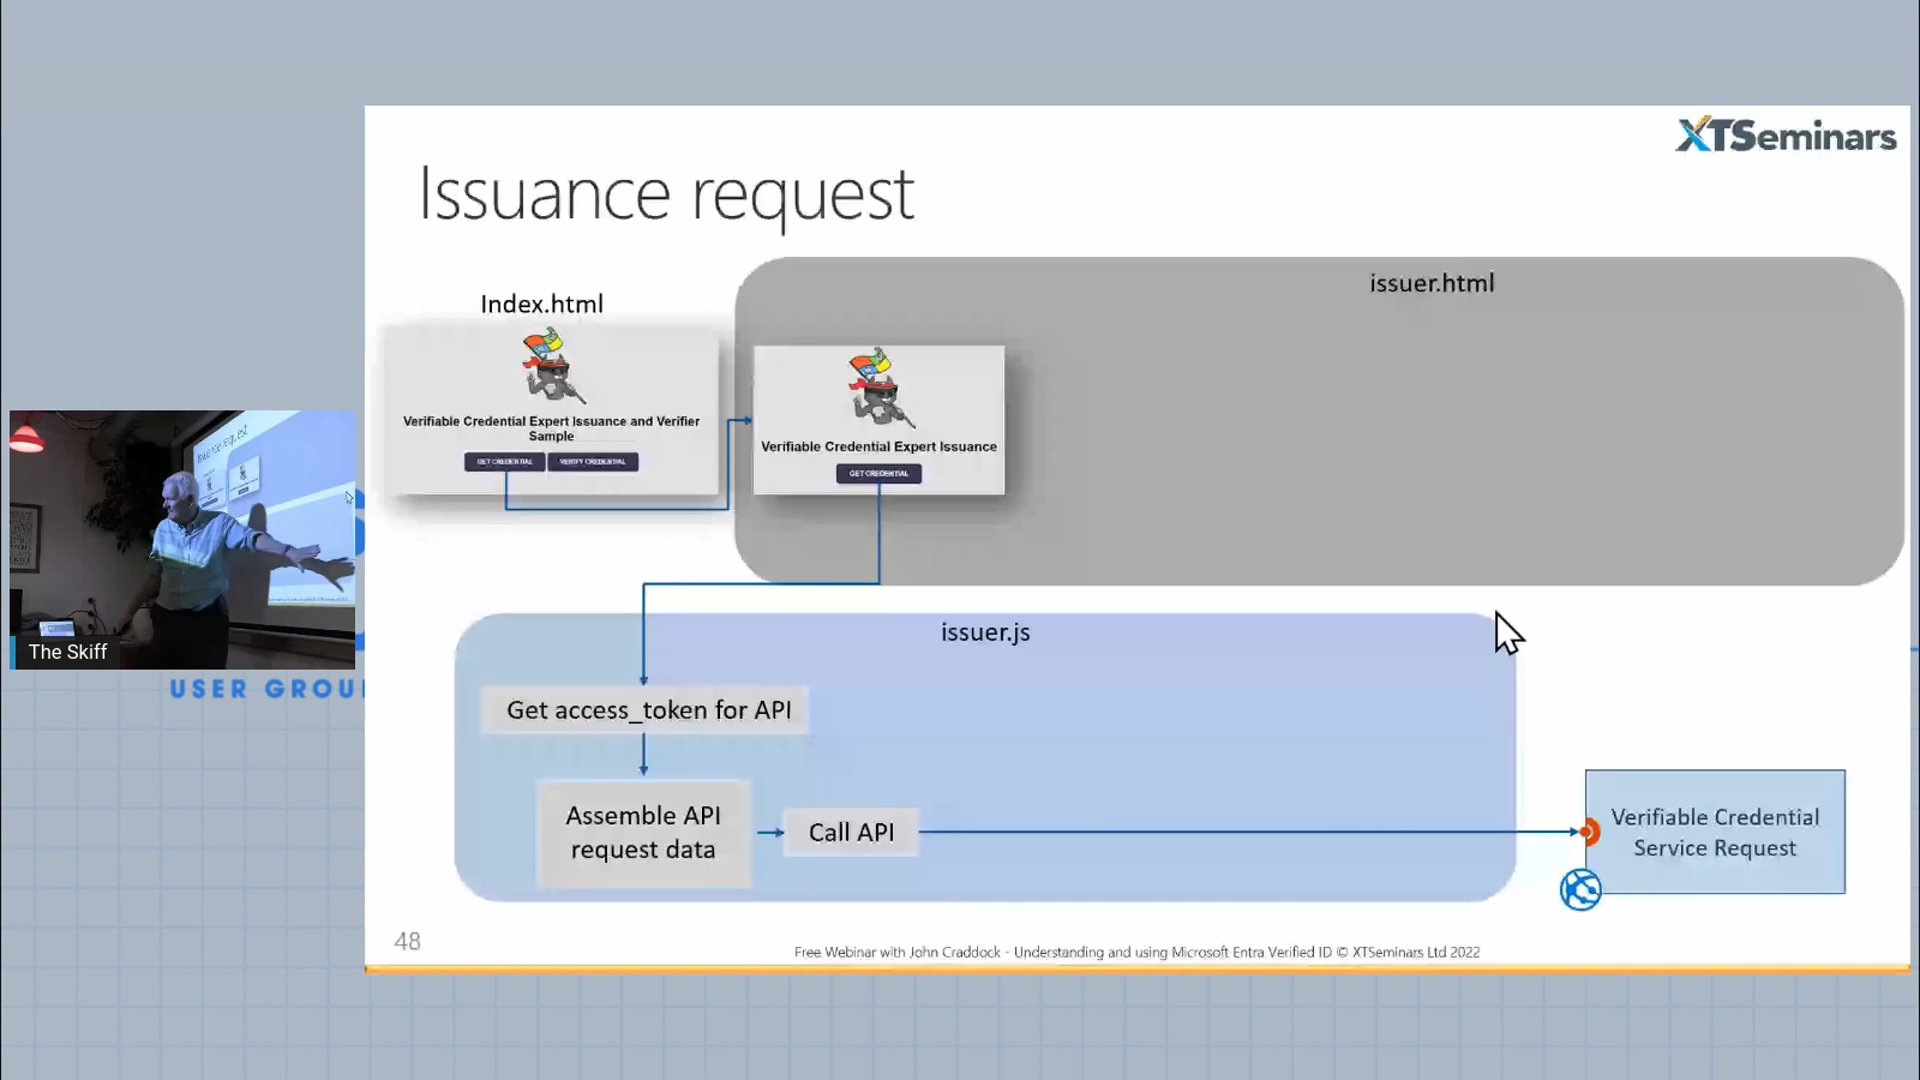 XTSeminars
Issuance request
issuer.html
Index.html
Verifiable Credential Expert Issuance and Verifier
Sample
GET CREDENTIAL
VERIFY CREDENTIAL
Verifiable Credential Expert Issuance
GET CREDENTIAL
issuer.js
The Skiff
USER GROU
Get access_token for API
Assemble API
request data
Call API
Verifiable Credential
Service Request
48
Free Webinar with John Craddock - Understanding and using Microsoft Entra Verified ID © XTSeminars Ltd 2022